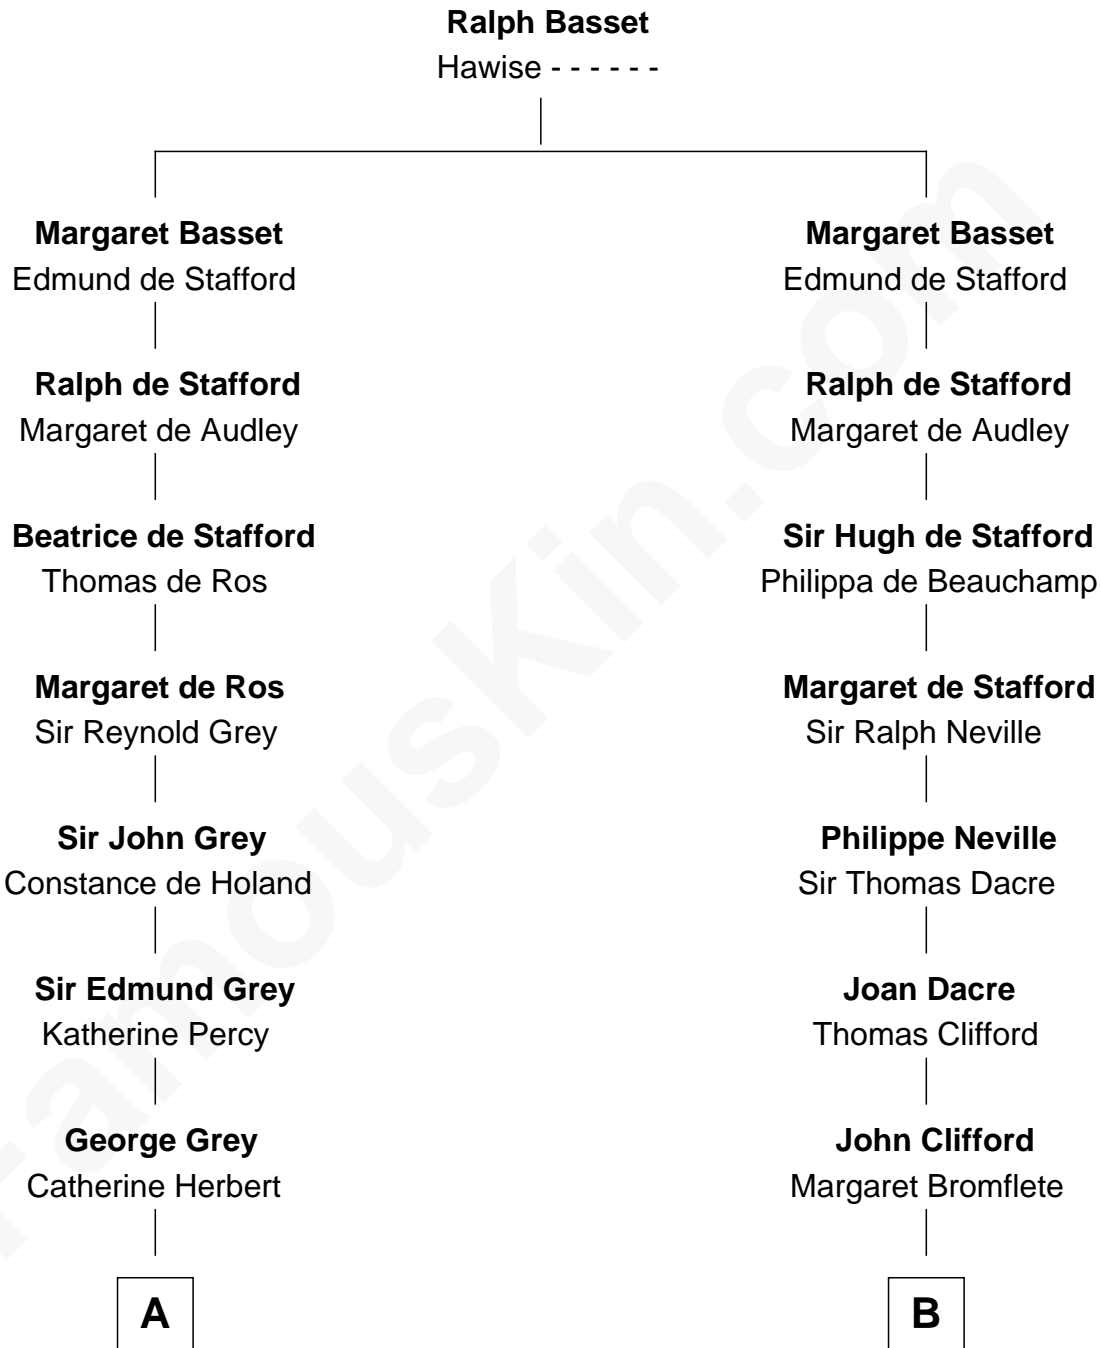 Ralph Basset
Hawise - - - - - -
Margaret Basset
Edmund de Stafford
Margaret Basset
Edmund de Stafford
Ralph de Stafford
Margaret de Audley
Ralph de Stafford
Margaret de Audley
Beatrice de Stafford
Thomas de Ros
Sir Hugh de Stafford
Philippa de Beauchamp
Margaret de Ros
Sir Reynold Grey
Margaret de Stafford
Sir Ralph Neville
Sir John Grey
Constance de Holand
Philippe Neville
Sir Thomas Dacre
Sir Edmund Grey
Katherine Percy
Joan Dacre
Thomas Clifford
George Grey
Catherine Herbert
John Clifford
Margaret Bromflete
A
B
FamousKin.com